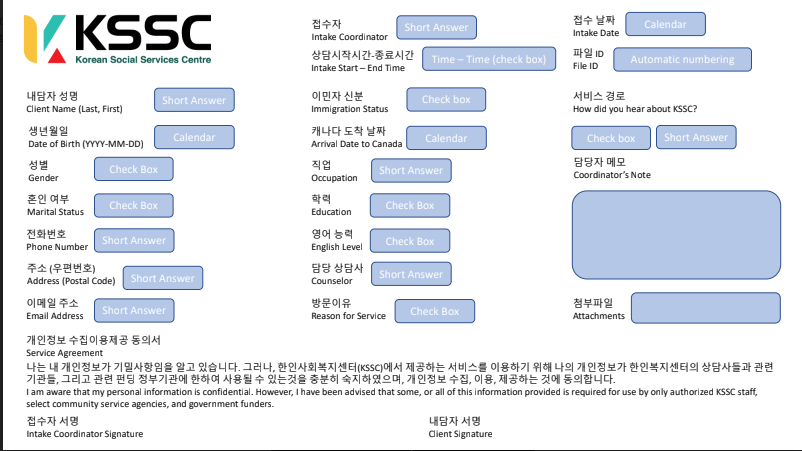 KSSC
Korean Social Services Centre
접수자
Intake Coordinator
Short Answer
접수 날짜
Intake Date
Calendar
상담시작시간-종료시간
Intake Start – End Time
Time – Time (check box)
파일 ID
File ID
Automatic numbering
내담자 성명
Client Name (Last, First)
Short Answer
이민자 신분
Immigration Status
Check box
서비스 경로
How did you hear about KSSC?
생년월일
Date of Birth (YYYY-MM-DD)
Calendar
캐나다 도착 날짜
Arrival Date to Canada
Calendar
Check box
Short Answer
성별
Gender
Check Box
직업
Occupation
Short Answer
담당자 메모
Coordinator's Note
혼인 여부
Marital Status
Check Box
학력
Education
Check Box
전화번호
Phone Number
Short Answer
영어 능력
English Level
Check Box
주소 (우편번호)
Address (Postal Code)
Short Answer
담당 상담사
Counselor
Short Answer
이메일 주소
Email Address
Short Answer
방문이유
Reason for Service
Check Box
첨부파일
Attachments
개인정보 수집이용제공 동의서
Service Agreement
나는 내 개인정보가 기밀사항임을 알고 있습니다. 그러나, 한인사회복지센터(KSSC)에서 제공하는 서비스를 이용하기 위해 나의 개인정보가 한인복지센터의 상담사들과 관련
기관들, 그리고 관련 펀딩 정부기관에 한하여 사용될 수 있는것을 충분히 숙지하였으며, 개인정보 수집, 이용, 제공하는 것에 동의합니다.
I am aware that my personal information is confidential. However, I have been advised that some, or all of this information provided is required for use by only authorized KSSC staff,
select community service agencies, and government funders.
접수자 서명
Intake Coordinator Signature
내담자 서명
Client Signature